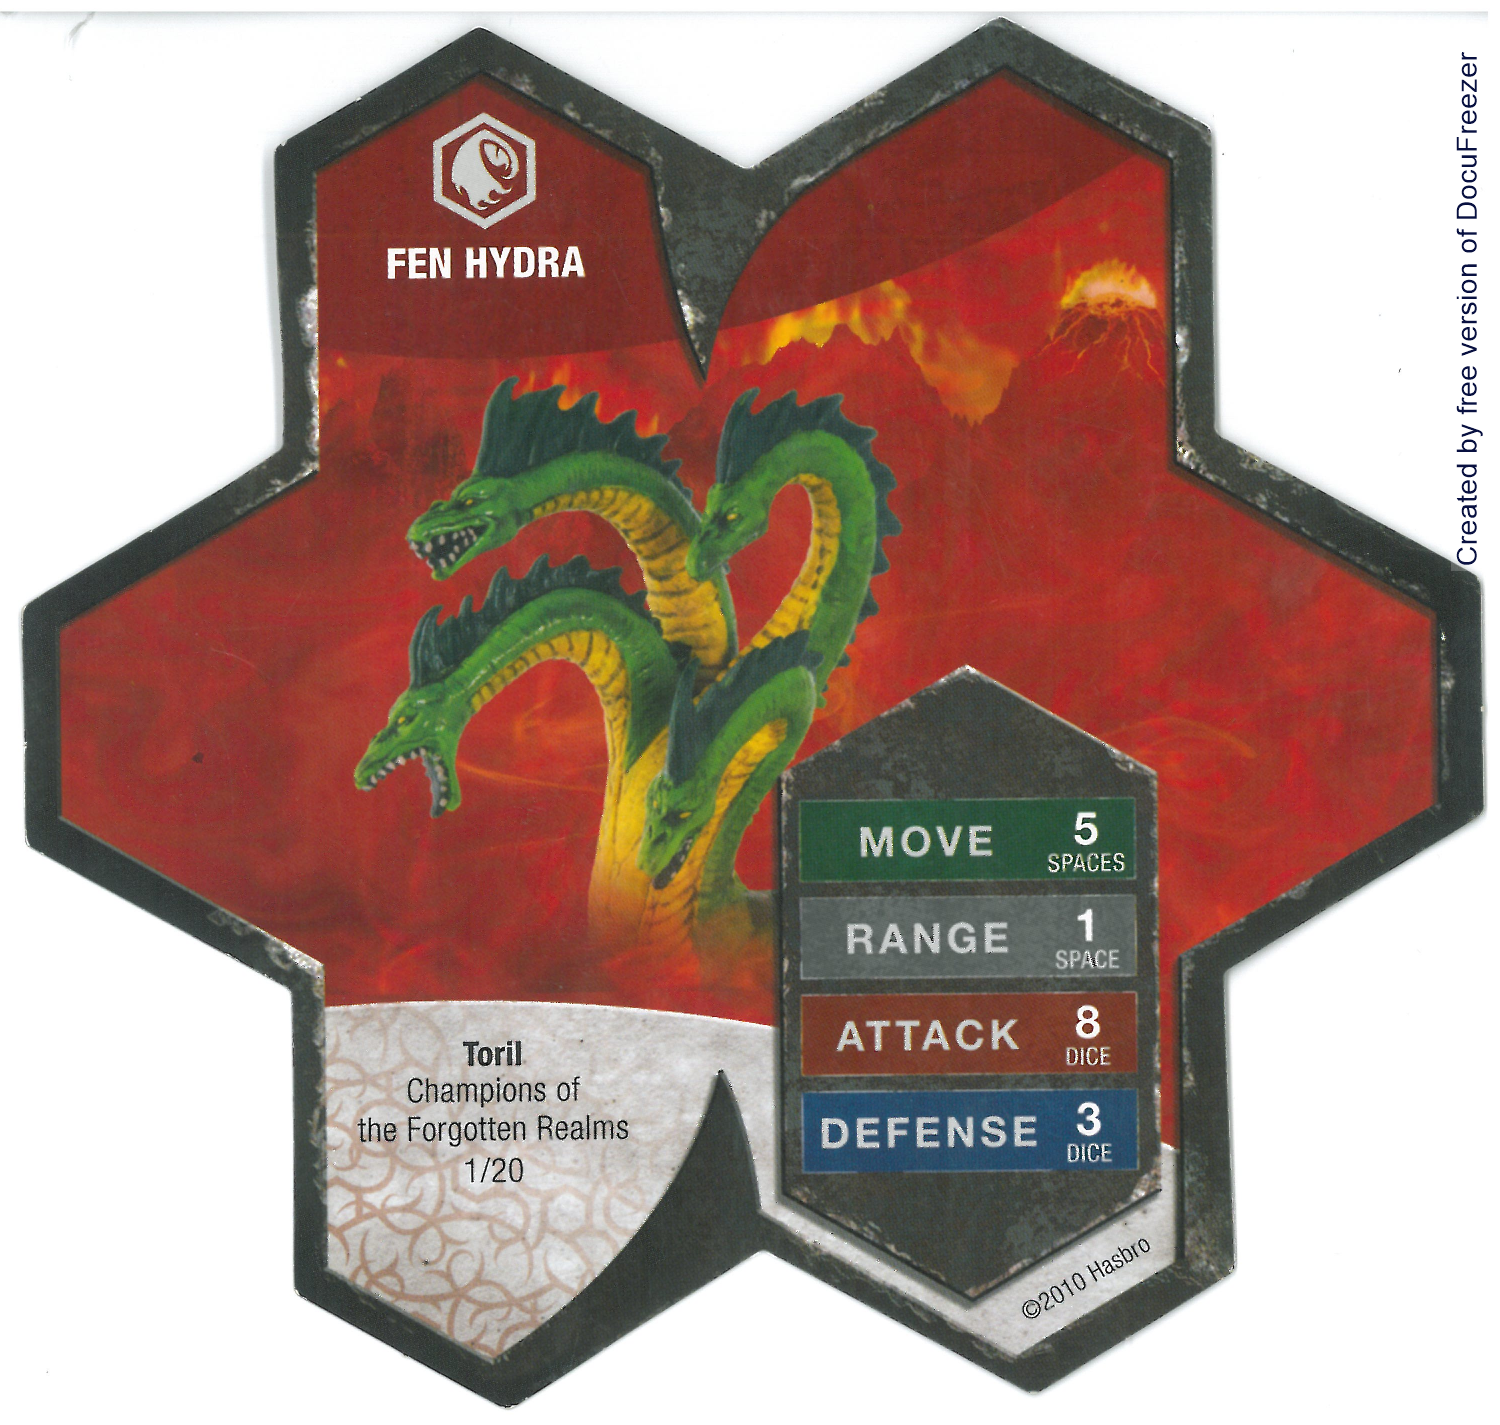 FEN HYDRA
MOVE 5 SPACES
RANGE 1 SPACE
ATTACK 8 DICE
DEFENSE 3 DICE
Toril
Champions of
the Forgotten Realms
1/20
©2010 Hasbro
Created by free version of DocuFreezer